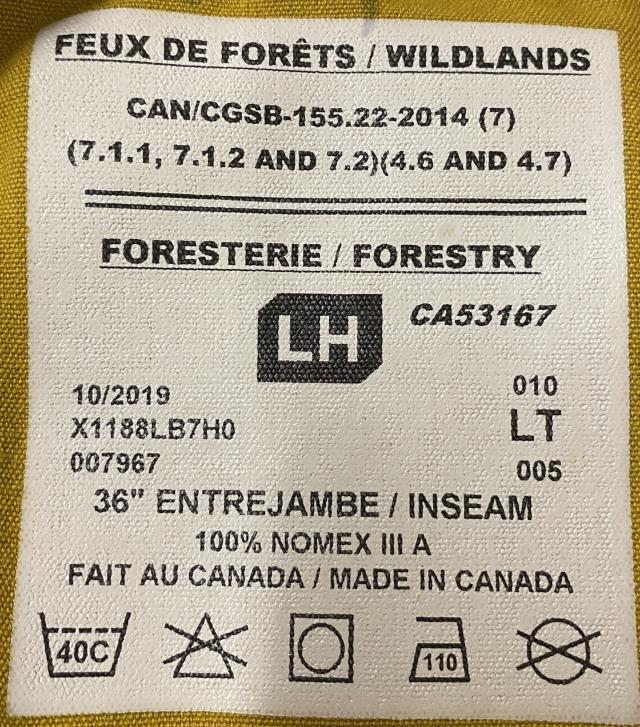 FEUX DE FORÊTS / WILDLANDS
CAN/CGSB-155.22-2014 (7)
(7.1.1, 7.1.2 AND 7.2)(4.6 AND 4.7)
FORESTERIE / FORESTRY
LH CA53167
10/2019 010
X1188LB7H0 LT
007967 005
36" ENTREJAMBE / INSEAM
100% NOMEX III A
FAIT AU CANADA / MADE IN CANADA
40C 110